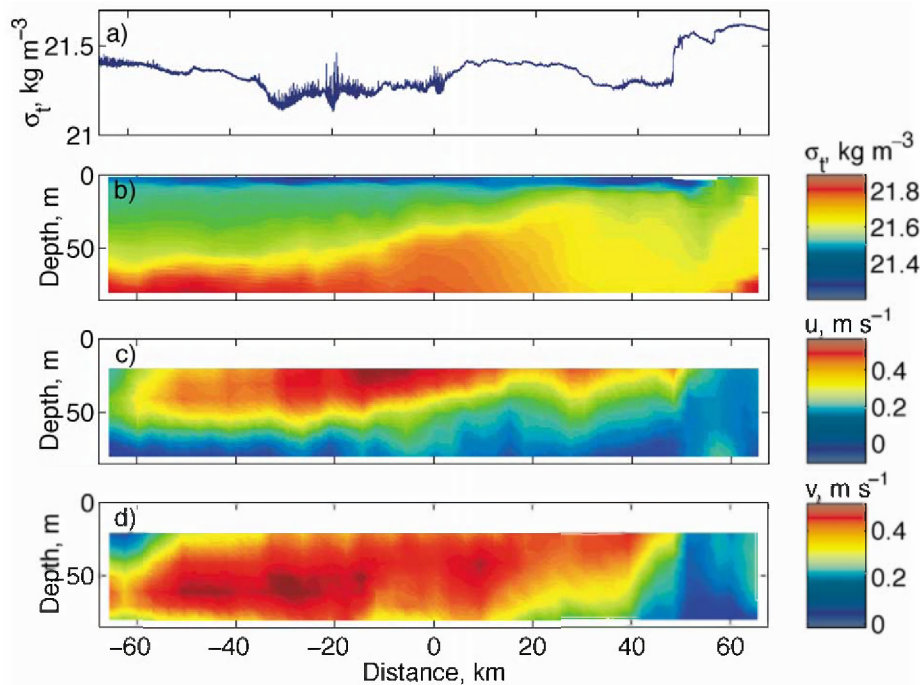 a)
σt, kg m−3
21.5
21
b)
Depth, m
0
50
σt, kg m−3
21.8
21.6
21.4
c)
Depth, m
0
50
u, m s−1
0.4
0.2
0
d)
Depth, m
0
50
v, m s−1
0.4
0.2
0
−60 −40 −20 0 20 40 60
Distance, km